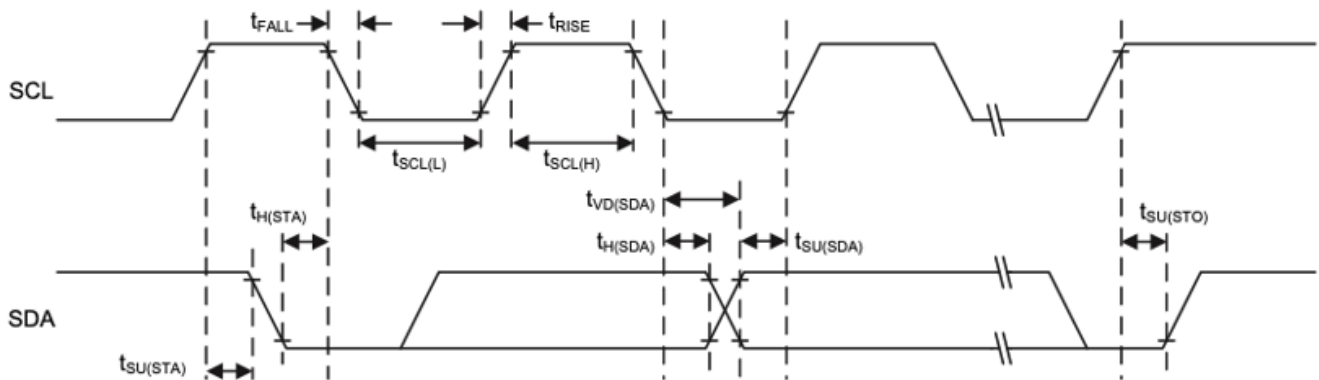 tFALL
tRISE
SCL
tSCL(L)
tSCL(H)
tVD(SDA)
tH(STA)
tSU(STO)
tH(SDA)
tSU(SDA)
SDA
tSU(STA)